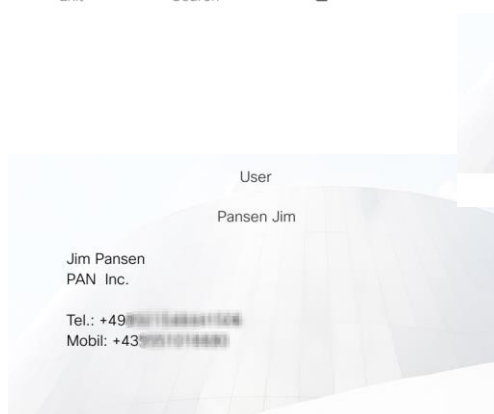 User
Pansen Jim
Jim Pansen
PAN Inc.
Tel.: +49
Mobil: +43